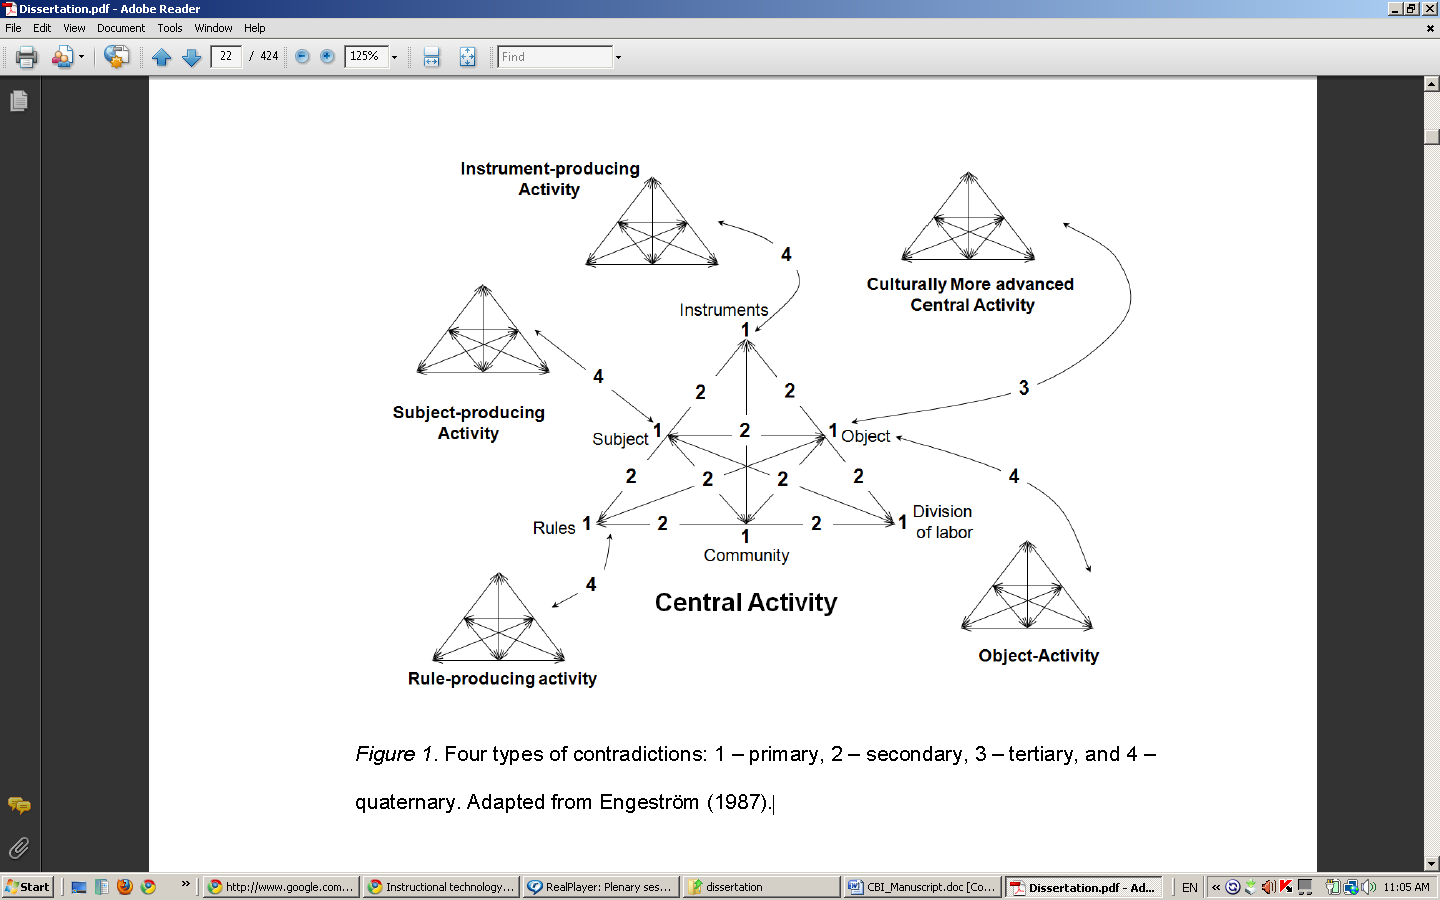 Dissertation.pdf - Adobe Reader
File Edit View Document Tools Window Help
22 / 424 125% Find
Instrument-producing
Activity
4
Culturally More advanced
Central Activity
Instruments
1
Subject-producing
Activity
4
3
2
2
Subject 1
2
1 Object
2
2
2
2
4
Rules 1
2
1
2
1 Division
of labor
Community
4
Central Activity
Rule-producing activity
Object-Activity
Figure 1. Four types of contradictions: 1 – primary, 2 – secondary, 3 – tertiary, and 4 –
quaternary. Adapted from Engeström (1987).
Start » http://www.google.com... Instructional technology... RealPlayer: Plenary ses... dissertation CBI_Manuscript.doc [Co... Dissertation.pdf - Ad... EN « 11:05 AM